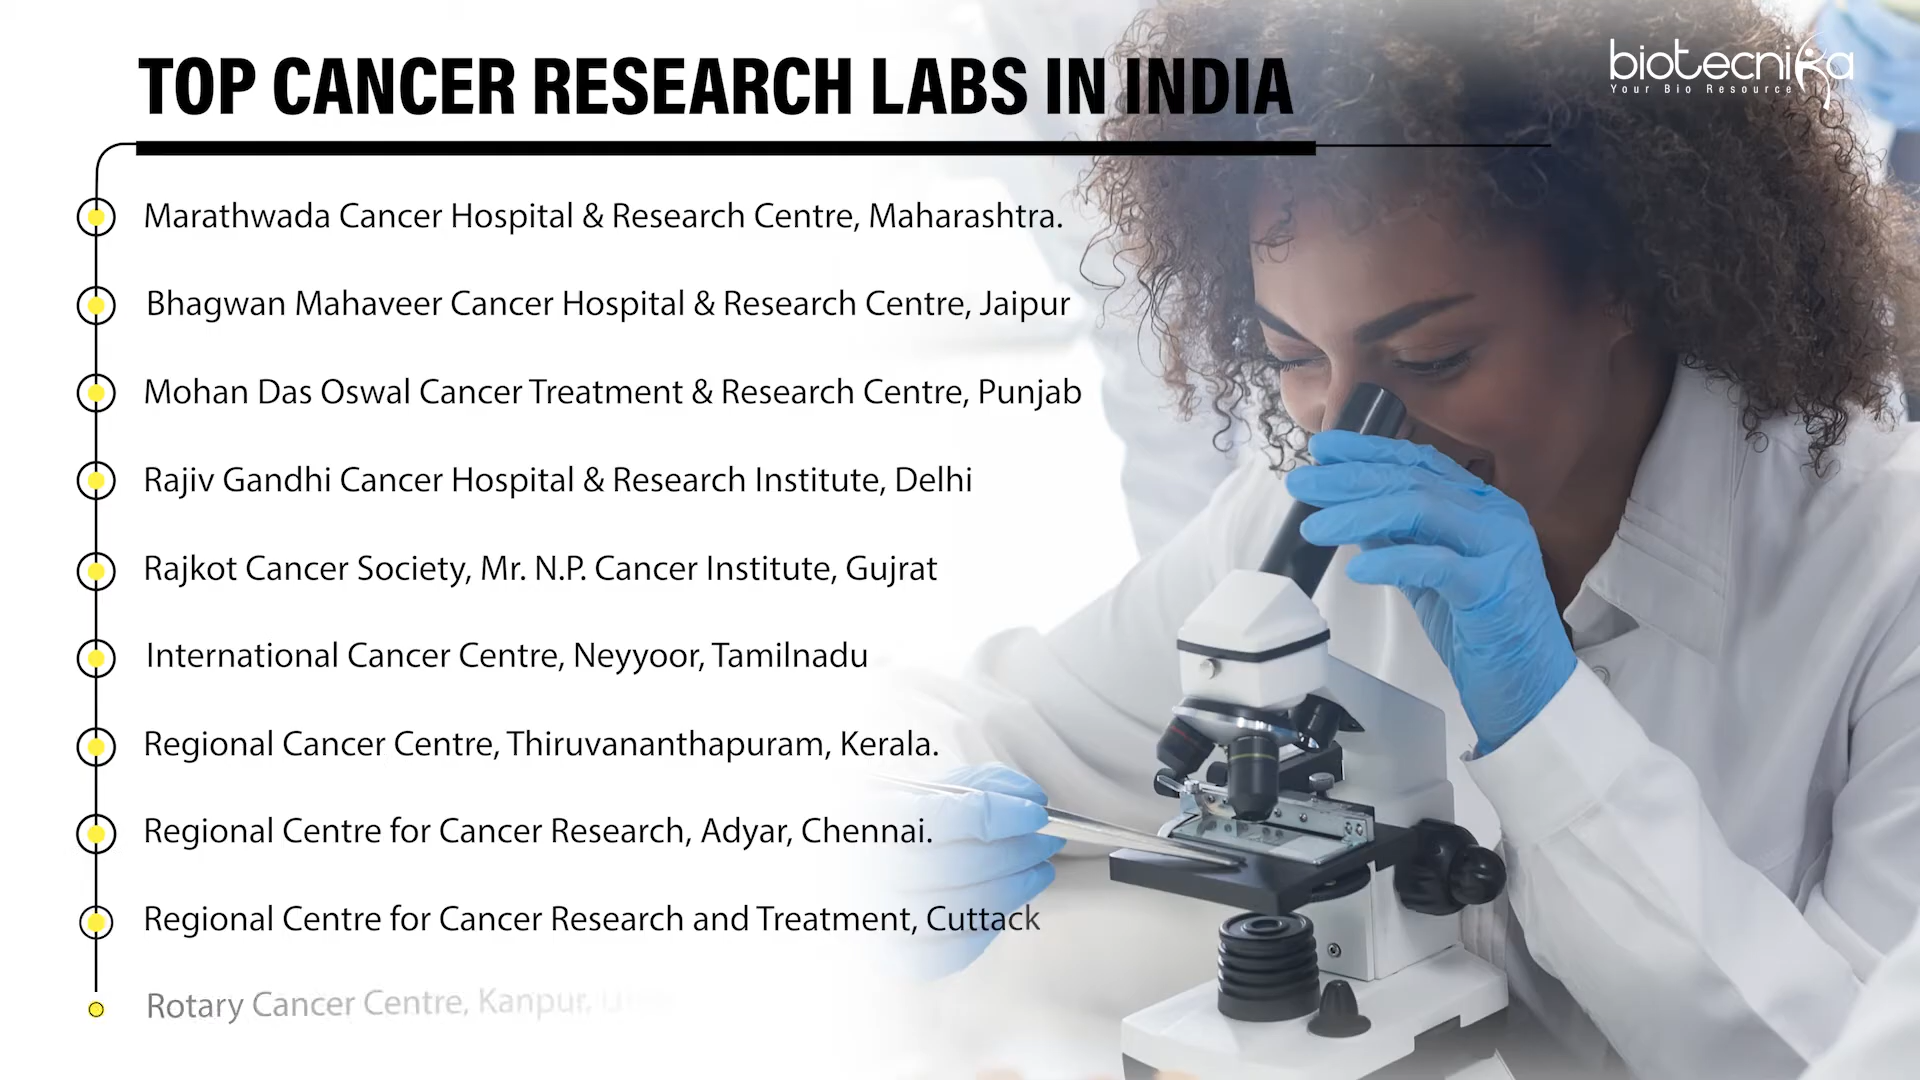 TOP CANCER RESEARCH LABS IN INDIA
biotecnika
Your Bio Resource
Marathwada Cancer Hospital & Research Centre, Maharashtra.
Bhagwan Mahaveer Cancer Hospital & Research Centre, Jaipur
Mohan Das Oswal Cancer Treatment & Research Centre, Punjab
Rajiv Gandhi Cancer Hospital & Research Institute, Delhi
Rajkot Cancer Society, Mr. N.P. Cancer Institute, Gujrat
International Cancer Centre, Neyyoor, Tamilnadu
Regional Cancer Centre, Thiruvananthapuram, Kerala.
Regional Centre for Cancer Research, Adyar, Chennai.
Regional Centre for Cancer Research and Treatment, Cuttack
Rotary Cancer Centre, Kanpur,